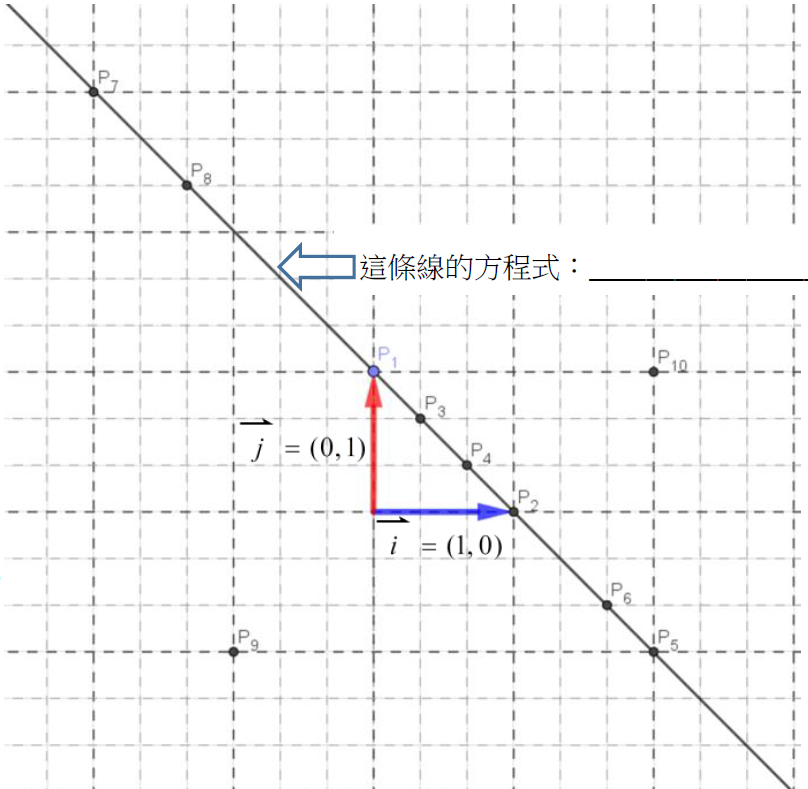 P₇
P₈
這條線的方程式：
P₁
P₁₀
P₃
j = (0,1)
P₄
P₂
i = (1,0)
P₆
P₉
P₅